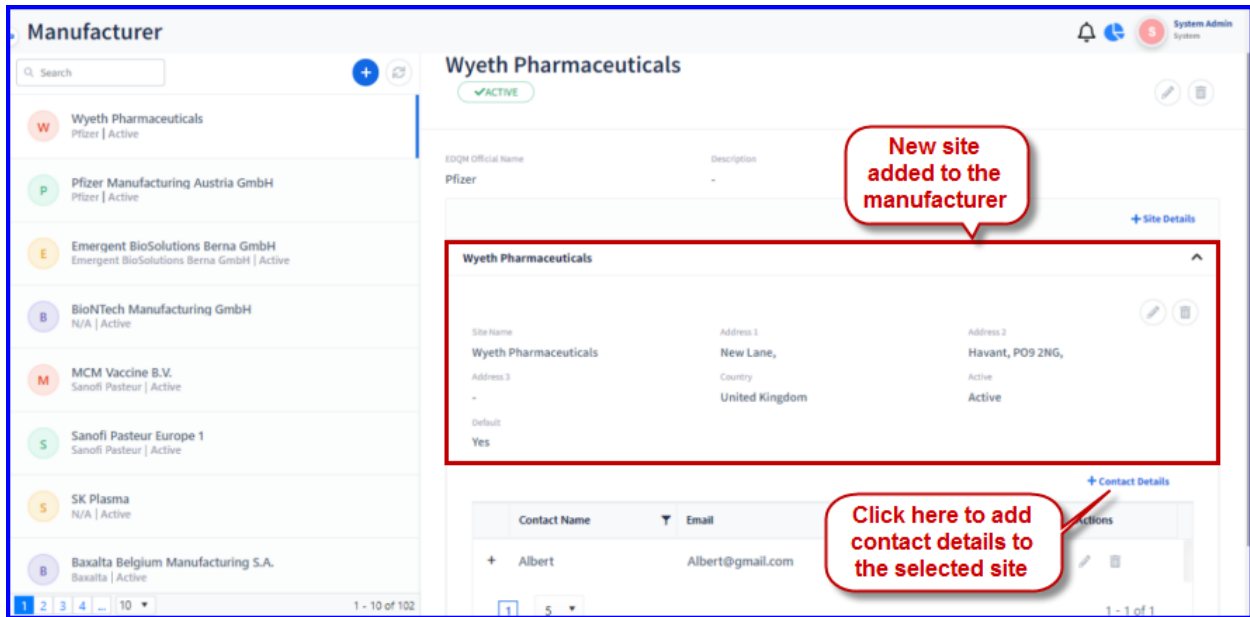 Manufacturer
S
System Admin
System
Search
W
Wyeth Pharmaceuticals
Pfizer | Active
P
Pfizer Manufacturing Austria GmbH
Pfizer | Active
E
Emergent BioSolutions Berna GmbH
Emergent BioSolutions Berna GmbH | Active
B
BioNTech Manufacturing GmbH
N/A | Active
M
MCM Vaccine B.V.
Sanofi Pasteur | Active
S
Sanofi Pasteur Europe 1
Sanofi Pasteur | Active
S
SK Plasma
N/A | Active
B
Baxalta Belgium Manufacturing S.A.
Baxalta | Active
1 2 3 4 ... 10 1 - 10 of 102
Wyeth Pharmaceuticals
ACTIVE
EDQM Official Name Description
Pfizer -
New site
added to the
manufacturer
+ Site Details
Wyeth Pharmaceuticals
Site Name Address 1 Address 2
Wyeth Pharmaceuticals New Lane, Havant, PO9 2NG,
Address 3 Country Active
- United Kingdom Active
Default
Yes
+ Contact Details
Contact Name Email Actions
+ Albert Albert@gmail.com
Click here to add
contact details to
the selected site
1 5 1 - 1 of 1